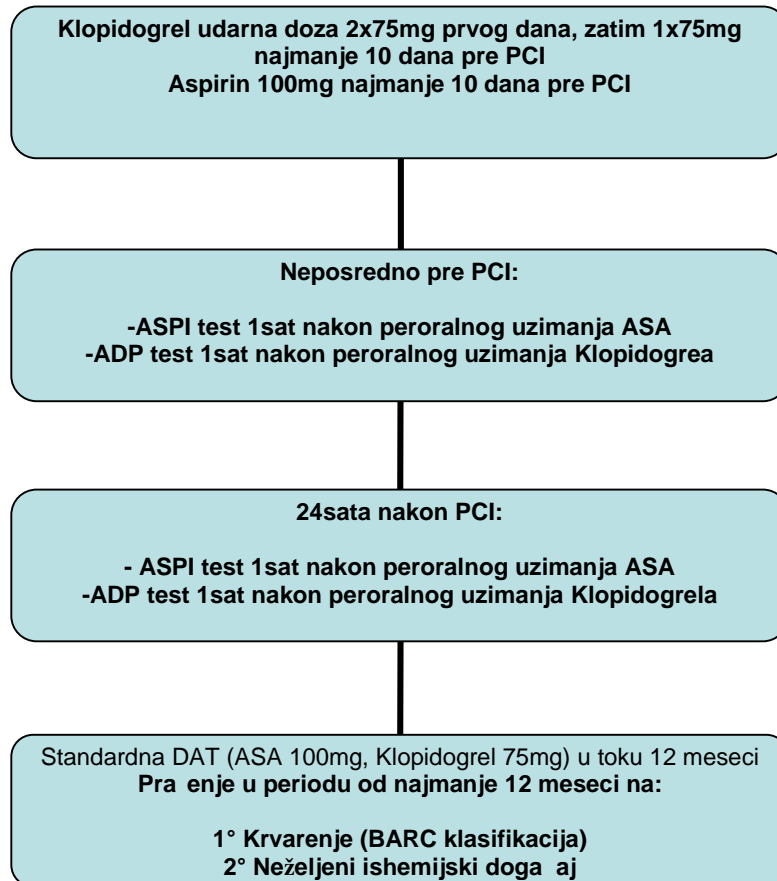 Klopidogrel udarna doza 2x75mg prvog dana, zatim 1x75mg
najmanje 10 dana pre PCI
Aspirin 100mg najmanje 10 dana pre PCI
Neposredno pre PCI:
-ASPI test 1sat nakon peroralnog uzimanja ASA
-ADP test 1sat nakon peroralnog uzimanja Klopidogrea
24sata nakon PCI:
- ASPI test 1sat nakon peroralnog uzimanja ASA
-ADP test 1sat nakon peroralnog uzimanja Klopidogrela
Standardna DAT (ASA 100mg, Klopidogrel 75mg) u toku 12 meseci
Pra enje u periodu od najmanje 12 meseci na:
1° Krvarenje (BARC klasifikacija)
2° Neželjeni ishemijski doga aj